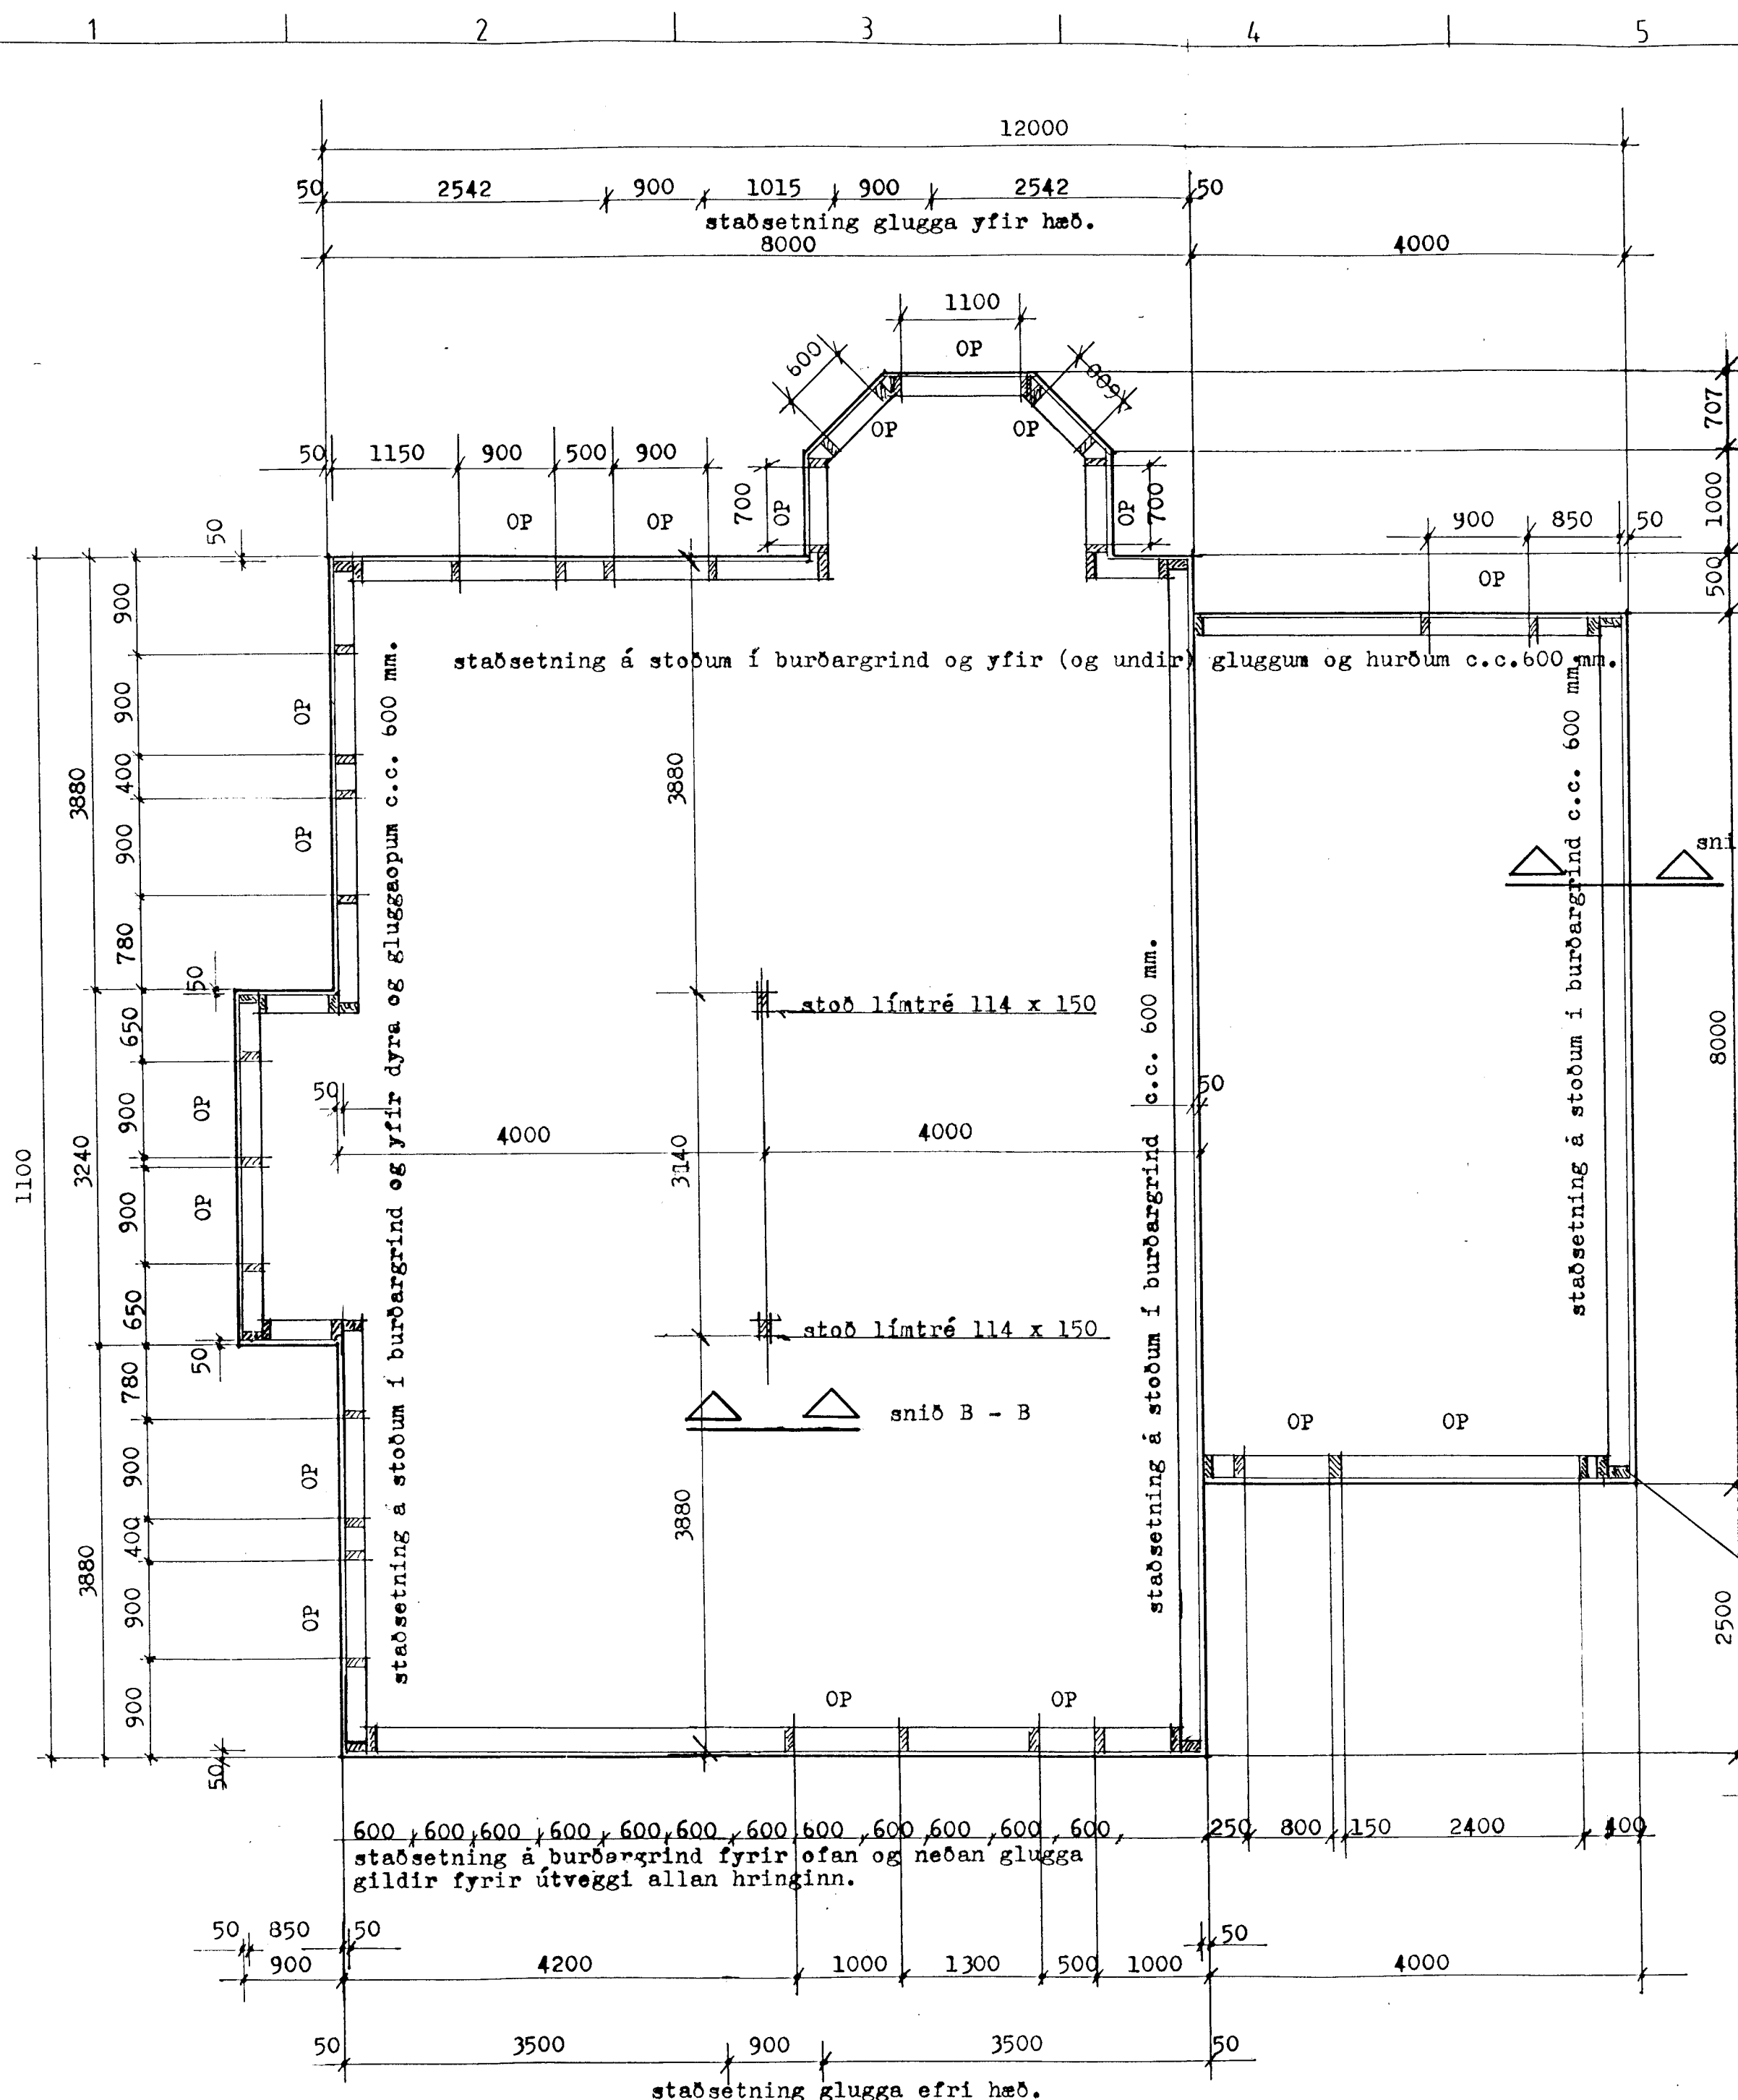 1 2 3 4 5
12000
50 2542 900 1015 900 2542 50
staðsetning glugga yfir hæð.
8000 4000
1100
OP
600 600
OP OP
50 1150 900 500 900
700 OP OP 700
OP OP
50
900 850 50
OP
707
1000
500
8000
2500
staðsetning á stoðum í burðargrind og yfir (og undir) gluggum og hurðum c.c.600 mm.
1100
3880
3240
3880
900
900
400
900
780
650
900
900
650
780
900
400
900
900
OP
OP
50
OP
OP
50
OP
OP
50
staðsetning á stoðum í burðargrind og yfir dyra og gluggaopum c.c. 600 mm.
3880
3140
3880
stoð límtré 114 x 150
50 50
4000 4000
stoð límtré 114 x 150
snið B - B
staðsetning á stoðum í burðargrind c.c. 600 mm.
staðsetning á stoðum í burðargrind c.c. 600 mm.
sni
OP OP
OP OP
600 600 600 600 600 600 600 600 600 600 600 600
250 800 150 2400 400
staðsetning á burðargrind fyrir ofan og neðan glugga
gildir fyrir útveggi allan hringinn.
50 850 50 50
900 4200 1000 1300 500 1000 4000
50 3500 900 3500 50
staðsetning glugga efri hæð.